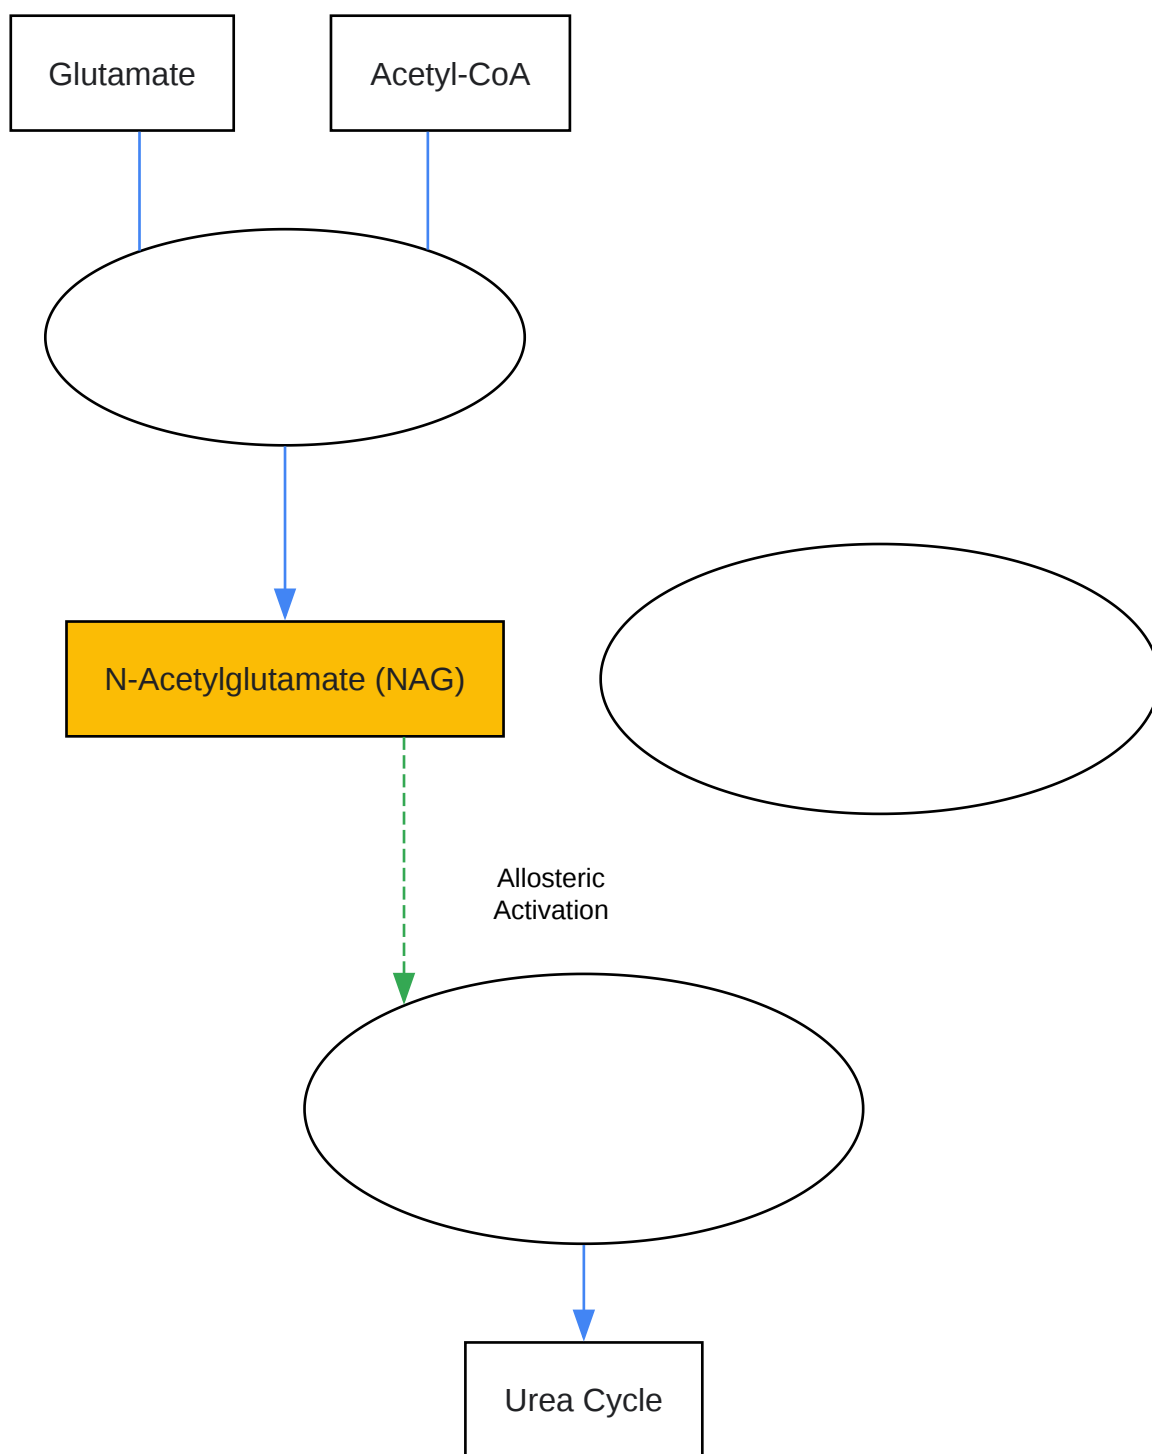 Glutamate
Acetyl-CoA
N-Acetylglutamate (NAG)
Allosteric
Activation
Urea Cycle